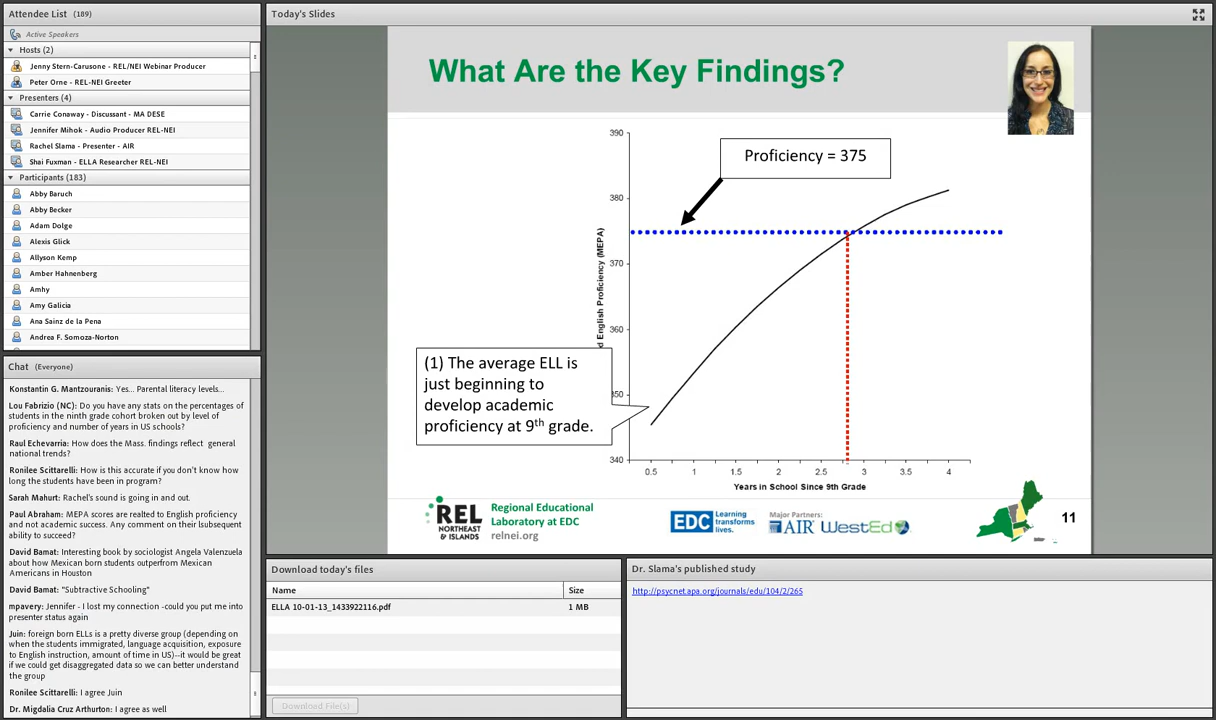 Attendee List (189)
Active Speakers
Hosts (2)
Jenny Stern-Carusone - REL/NEI Webinar Producer
Peter Orne - REL-NEI Greeter
Presenters (4)
Carrie Conaway - Discussant - MA DESE
Jennifer Mihok - Audio Producer REL-NEI
Rachel Slama - Presenter - AIR
Shai Fuxman - ELLA Researcher REL-NEI
Participants (183)
Abby Baruch
Abby Becker
Adam Dolge
Alexis Glick
Allyson Kemp
Amber Hahnenberg
Amhy
Amy Galicia
Ana Sainz de la Pena
Andrea F. Somoza-Norton
Chat (Everyone)
Konstantin G. Mantzouranis: Yes... Parental literacy levels...
Lou Fabrizio (NC): Do you have any stats on the percentages of
students in the ninth grade cohort broken out by level of
proficiency and number of years in US schools?
Raul Echevarria: How does the Mass. findings reflect general
national trends?
Ronilee Scittarelli: How is this accurate if you don't know how
long the students have been in program?
Sarah Mahurt: Rachel's sound is going in and out.
Paul Abraham: MEPA scores are realted to English proficiency
and not academic success. Any comment on their lsubsequent
ability to succeed?
David Bamat: Interesting book by sociologist Angela Valenzuela
about how Mexican born students outperfrom Mexican
Americans in Houston
David Bamat: "Subtractive Schooling"
mpavery: Jennifer - I lost my connection -could you put me into
presenter status again
Juin: foreign born ELLs is a pretty diverse group (depending on
when the students immigrated, language acquisition, exposure
to English instruction, amount of time in US)--it would be great
if we could get disaggregated data so we can better understand
the group
Ronilee Scittarelli: I agree Juin
Dr. Migdalia Cruz Arthurton: I agree as well
Today's Slides
What Are the Key Findings?
390
Proficiency = 375
380
370
360
350
340
d English Proficiency (MEPA)
(1) The average ELL is
just beginning to
develop academic
proficiency at 9th grade.
0.5 1 1.5 2 2.5 3 3.5 4
Years in School Since 9th Grade
REL
NORTHEAST
& ISLANDS
Regional Educational
Laboratory at EDC
relnei.org
EDC Learning
transforms
lives.
Major Partners:
AIR WestEd
11
Download today's files
Name Size
ELLA 10-01-13_1433922116.pdf 1 MB
Download File(s)
Dr. Slama's published study
http://psycnet.apa.org/journals/edu/104/2/265